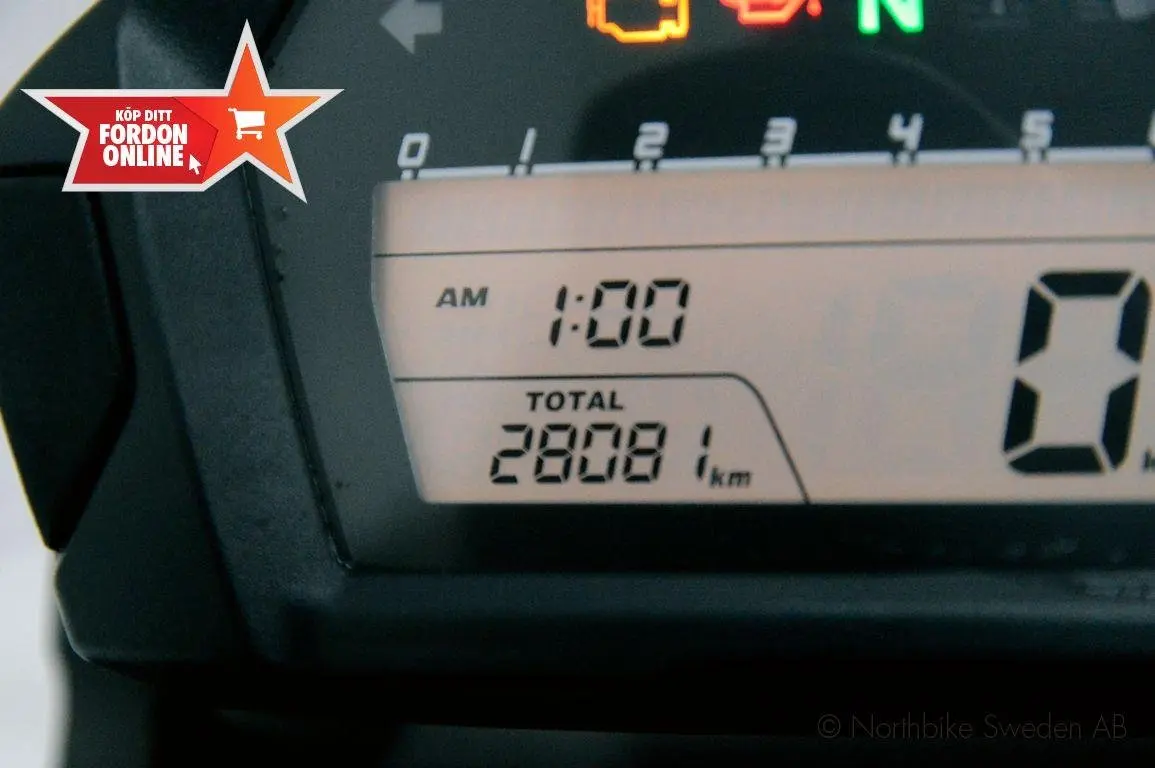 N
KÖP DITT
FORDON
ONLINE
0 1 2 3 4 5
AM 1:00
0
TOTAL
28081 km
© Northbike Sweden AB